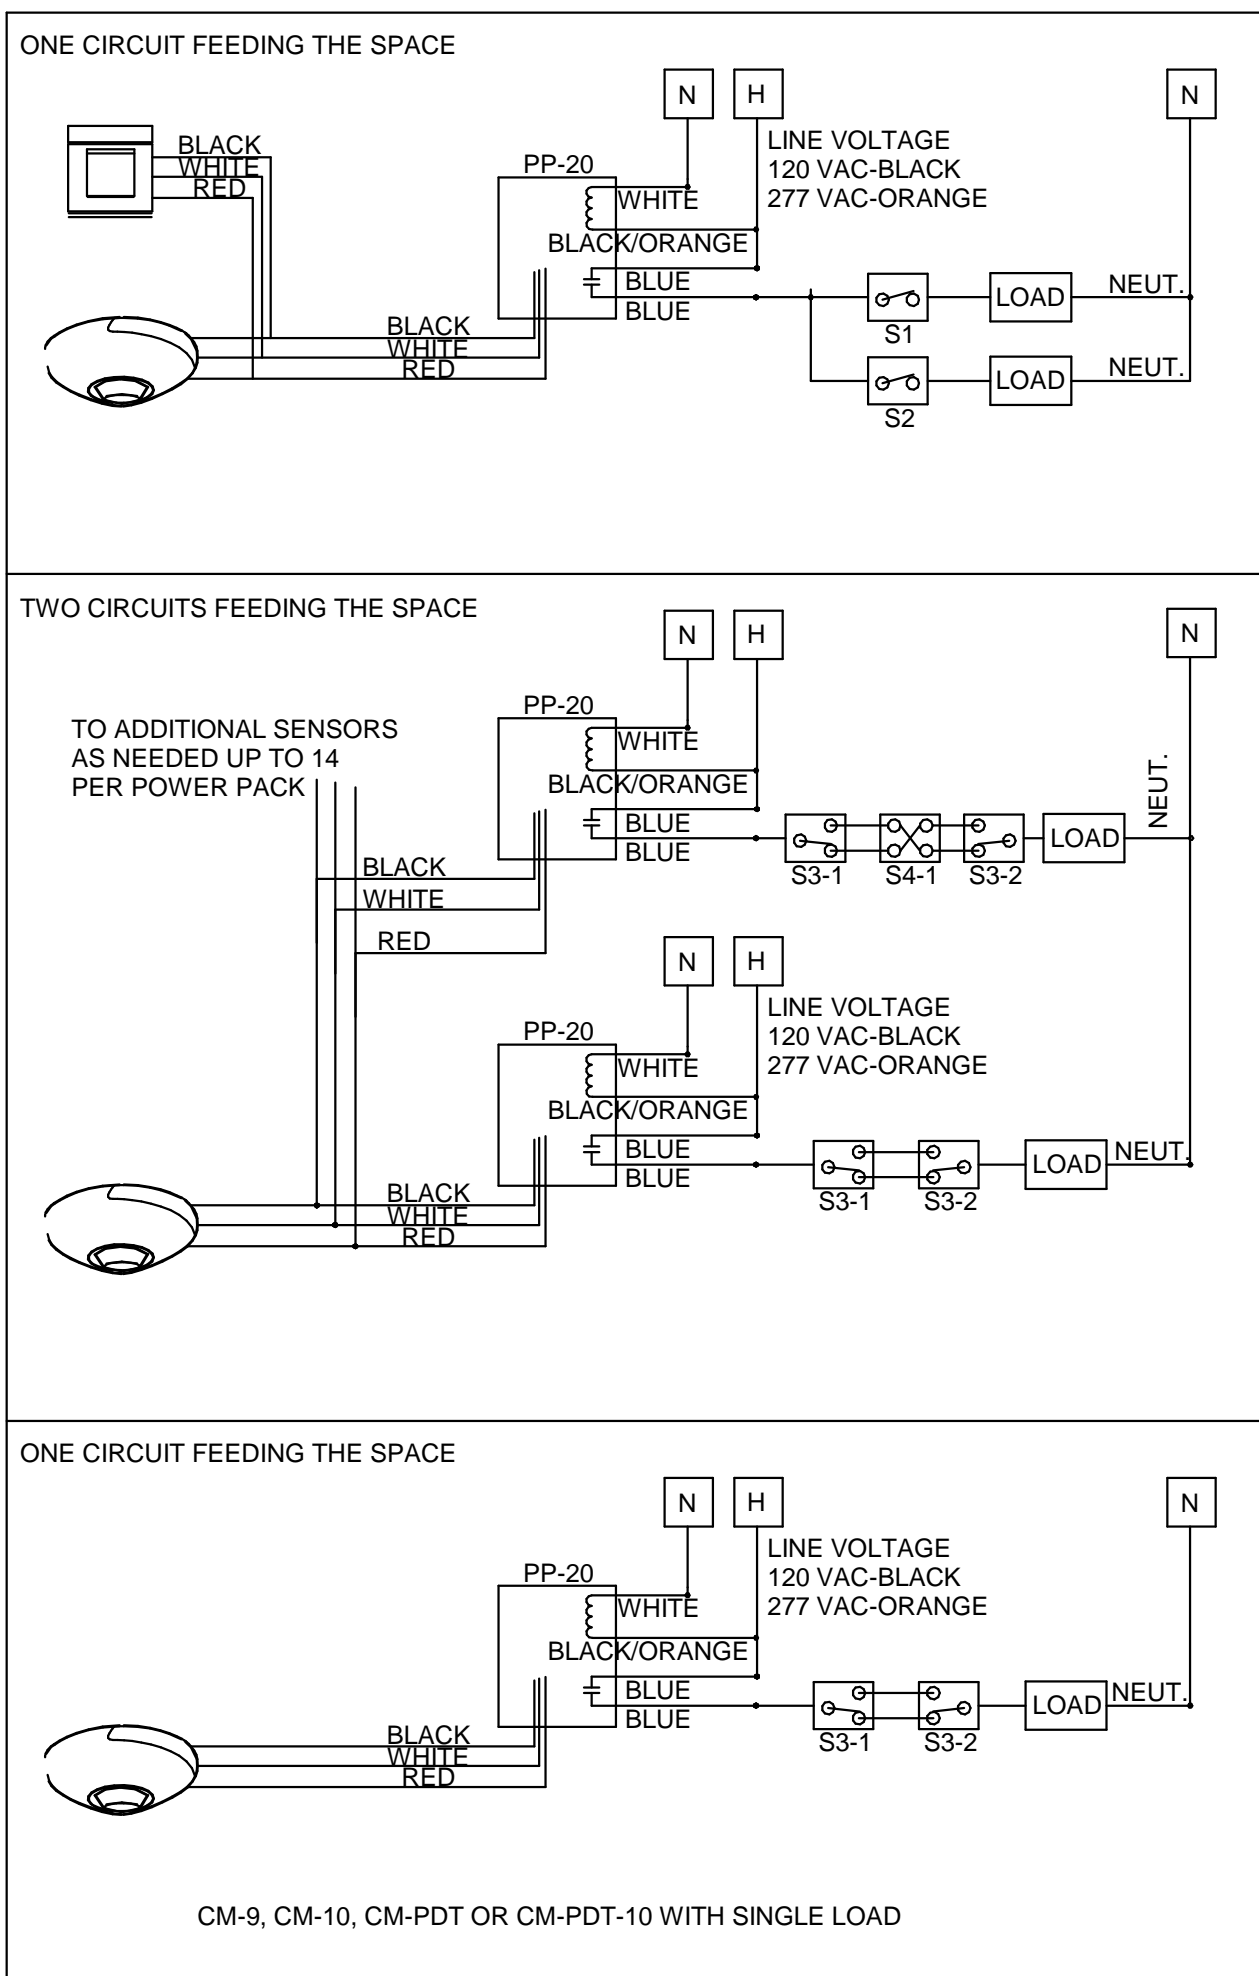 ONE CIRCUIT FEEDING THE SPACE
N
H
N
LINE VOLTAGE
120 VAC-BLACK
277 VAC-ORANGE
BLACK
WHITE
RED
PP-20
WHITE
BLACK/ORANGE
BLUE
BLUE
S1
LOAD
NEUT.
BLACK
WHITE
RED
S2
LOAD
NEUT.
TWO CIRCUITS FEEDING THE SPACE
N
H
N
TO ADDITIONAL SENSORS
AS NEEDED UP TO 14
PER POWER PACK
PP-20
WHITE
BLACK/ORANGE
BLUE
BLUE
S3-1
S4-1
S3-2
LOAD
NEUT.
BLACK
WHITE
RED
N
H
LINE VOLTAGE
120 VAC-BLACK
277 VAC-ORANGE
PP-20
WHITE
BLACK/ORANGE
BLUE
BLUE
S3-1
S3-2
LOAD
NEUT.
BLACK
WHITE
RED
ONE CIRCUIT FEEDING THE SPACE
N
H
N
LINE VOLTAGE
120 VAC-BLACK
277 VAC-ORANGE
PP-20
WHITE
BLACK/ORANGE
BLUE
BLUE
S3-1
S3-2
LOAD
NEUT.
BLACK
WHITE
RED
CM-9, CM-10, CM-PDT OR CM-PDT-10 WITH SINGLE LOAD